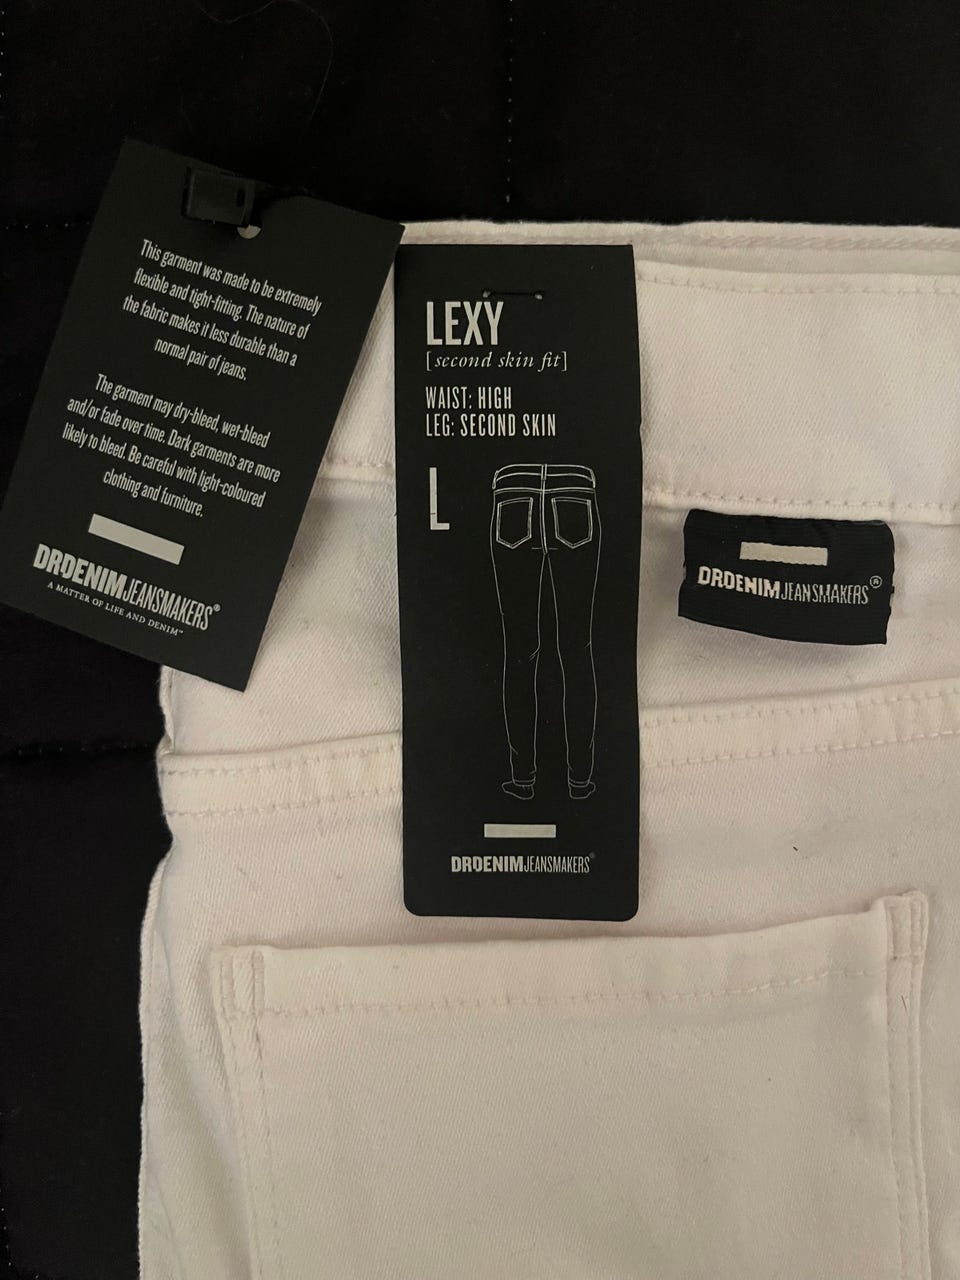 This garment was made to be extremely
flexible and tight-fitting. The nature of
the fabric makes it less durable than a
normal pair of jeans.
The garment may dry-bleed, wet-bleed
and/or fade over time. Dark garments are more
likely to bleed. Be careful with light-coloured
clothing and furniture.
DRDENIMJEANSMAKERS®
A MATTER OF LIFE AND DENIM™
LEXY
[second skin fit]
WAIST: HIGH
LEG: SECOND SKIN
L
DRDENIMJEANSMAKERS®
DRDENIMJEANSMAKERS®